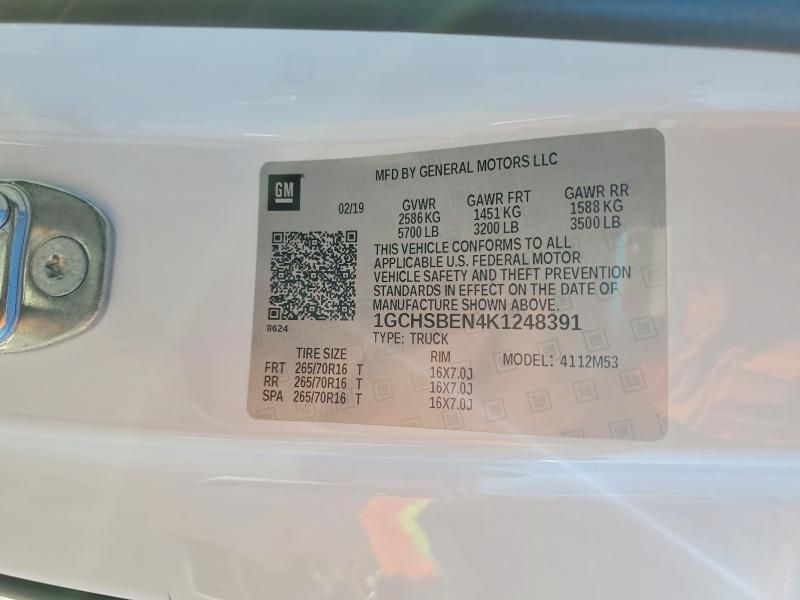 MFD BY GENERAL MOTORS LLC
GM
02/19 GVWR GAWR FRT GAWR RR
2586 KG 1451 KG 1588 KG
5700 LB 3200 LB 3500 LB
THIS VEHICLE CONFORMS TO ALL
APPLICABLE U.S. FEDERAL MOTOR
VEHICLE SAFETY AND THEFT PREVENTION
STANDARDS IN EFFECT ON THE DATE OF
MANUFACTURE SHOWN ABOVE.
8624 1GCHSBEN4K1248391
TYPE: TRUCK
TIRE SIZE RIM MODEL: 4112M53
FRT 265/70R16 T 16X7.0J
RR 265/70R16 T 16X7.0J
SPA 265/70R16 T 16X7.0J